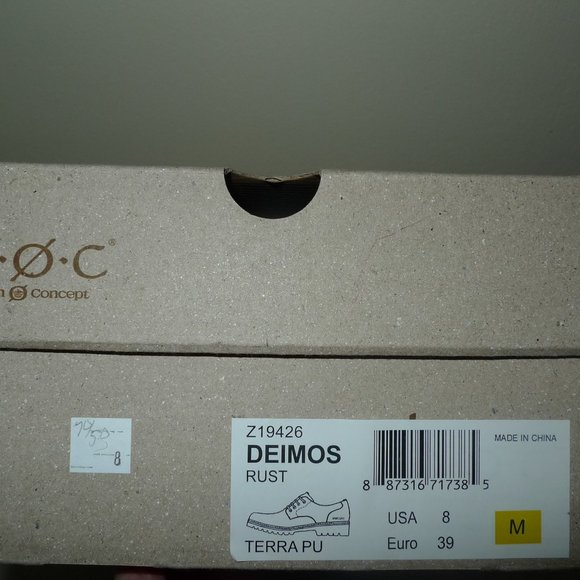 ·Ø·C®
Concept
8
Z19426
DEIMOS
RUST
MADE IN CHINA
8 87316 71738 5
TERRA PU
USA 8
Euro 39
M